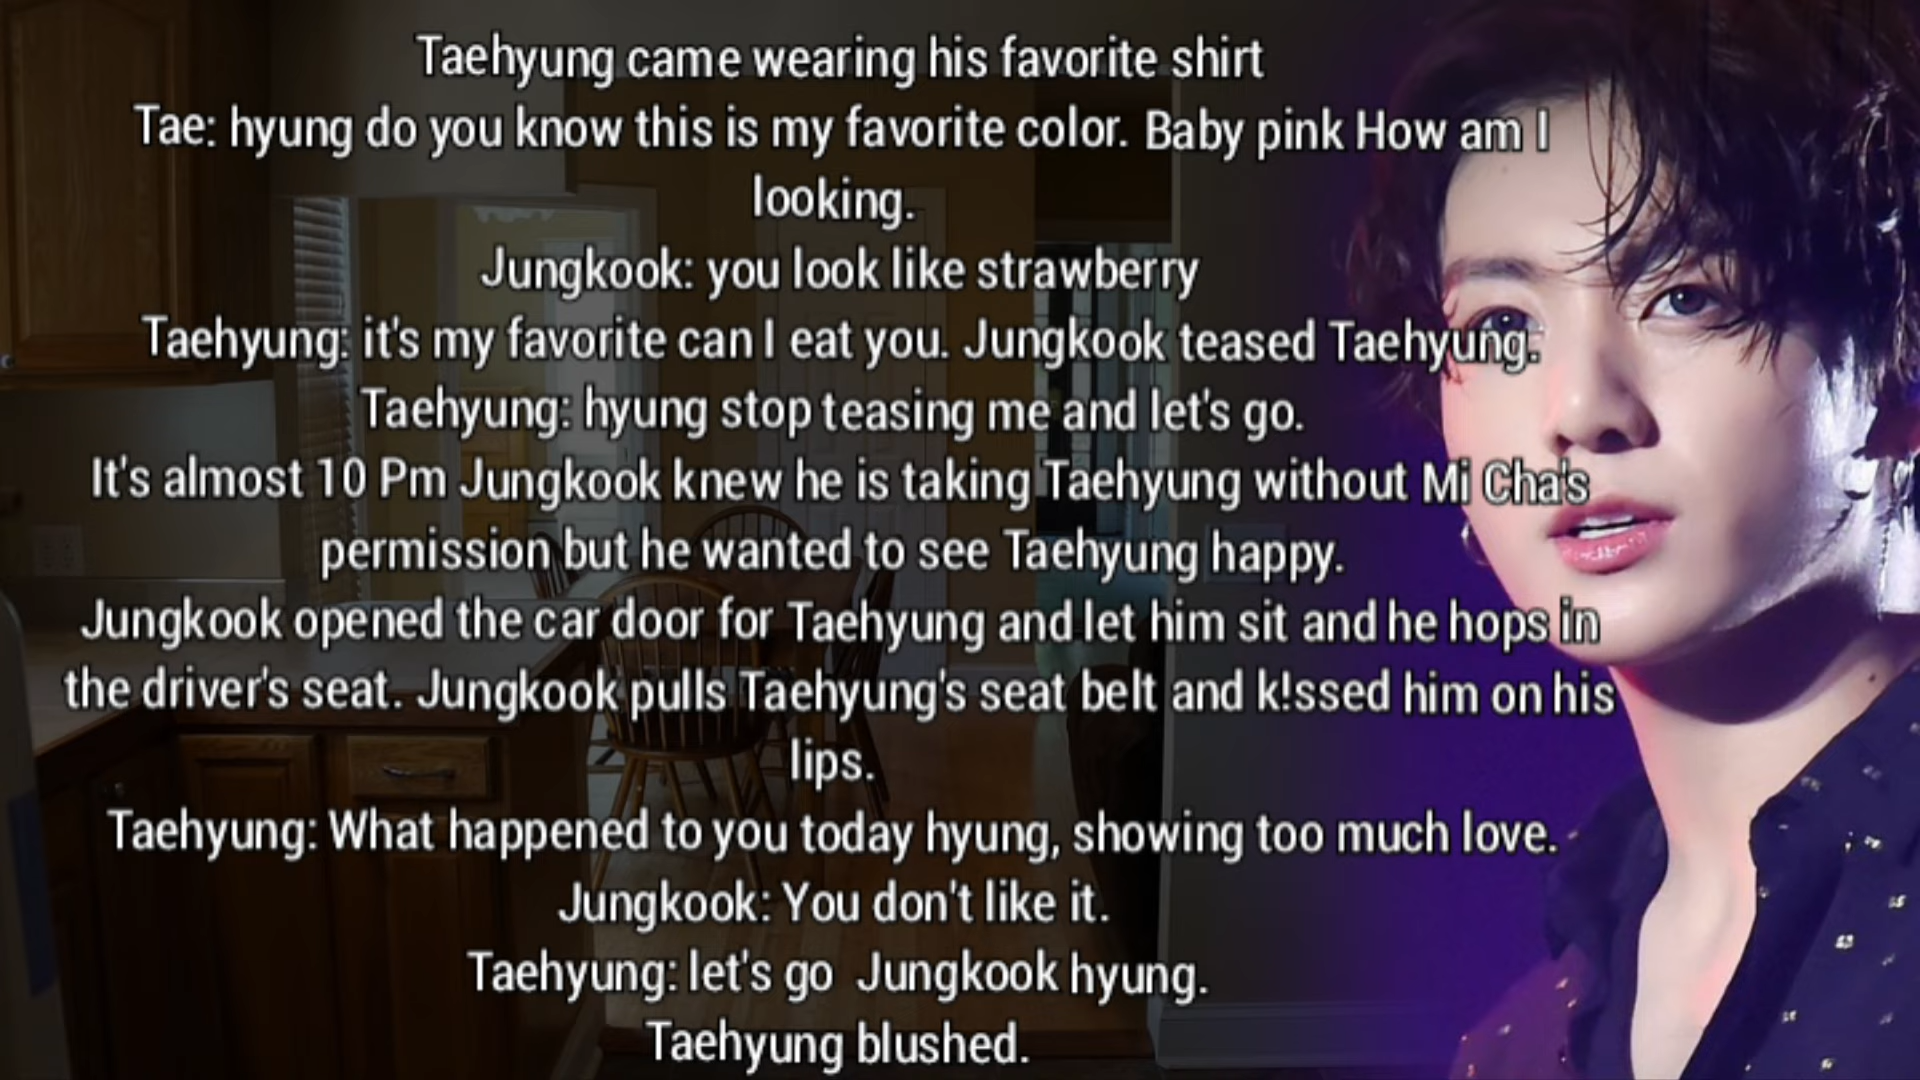 Taehyung came wearing his favorite shirt
Tae: hyung do you know this is my favorite color. Baby pink How am I
looking.
Jungkook: you look like strawberry
Taehyung: it's my favorite can I eat you. Jungkook teased Taehyung.
Taehyung: hyung stop teasing me and let's go.
It's almost 10 Pm Jungkook knew he is taking Taehyung without Mi Cha's
permission but he wanted to see Taehyung happy.
Jungkook opened the car door for Taehyung and let him sit and he hops in
the driver's seat. Jungkook pulls Taehyung's seat belt and k!ssed him on his
lips.
Taehyung: What happened to you today hyung, showing too much love.
Jungkook: You don't like it.
Taehyung: let's go  Jungkook hyung.
Taehyung blushed.